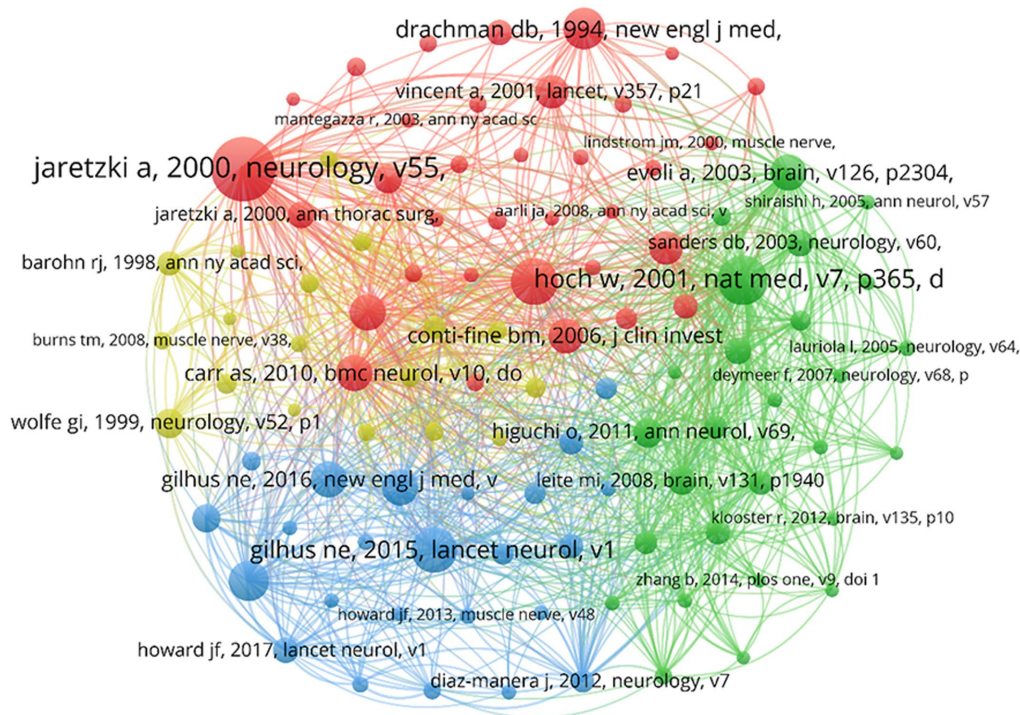 drachman db, 1994, new engl j med,
vincent a, 2001, lancet, v357, p21
mantegazza r, 2003, ann ny acad sc
lindstrom jm, 2000, muscle nerve,
jaretzki a, 2000, neurology, v55,
evoli a, 2003, brain, v126, p2304,
shiraishi h, 2005, ann neurol, v57
jaretzki a, 2000, ann thorac surg,
aarli ja, 2008, ann ny acad sci, v
sanders db, 2003, neurology, v60,
barohn rj, 1998, ann ny acad sci,
hoch w, 2001, nat med, v7, p365, d
burns tm, 2008, muscle nerve, v38,
conti-fine bm, 2006, j clin invest
lauriola l, 2005, neurology, v64,
carr as, 2010, bmc neurol, v10, do
deymeer f, 2007, neurology, v68, p
wolfe gi, 1999, neurology, v52, p1
higuchi o, 2011, ann neurol, v69,
gilhus ne, 2016, new engl j med, v
leite mi, 2008, brain, v131, p1940
klooster r, 2012, brain, v135, p10
gilhus ne, 2015, lancet neurol, v1
zhang b, 2014, plos one, v9, doi 1
howard jf, 2013, muscle nerve, v48
howard jf, 2017, lancet neurol, v1
diaz-manera j, 2012, neurology, v7